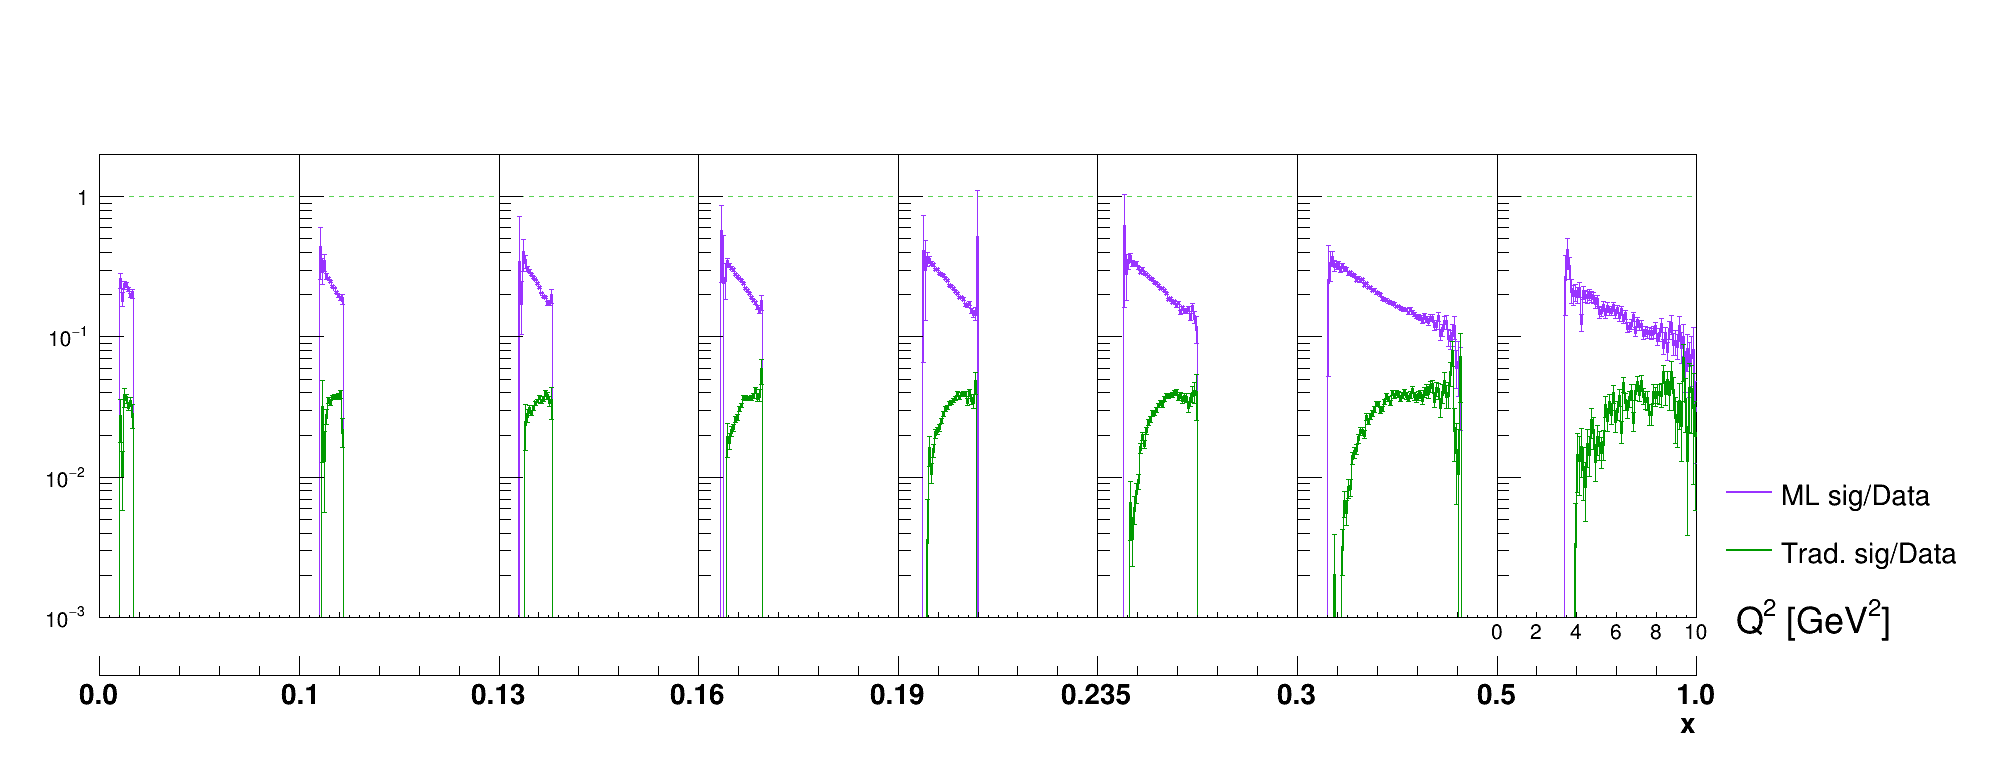 1
10⁻¹
10⁻²
10⁻³
ML sig/Data
Trad. sig/Data
Q² [GeV²]
0 2 4 6 8 10
0.0 0.1 0.13 0.16 0.19 0.235 0.3 0.5 1.0
x